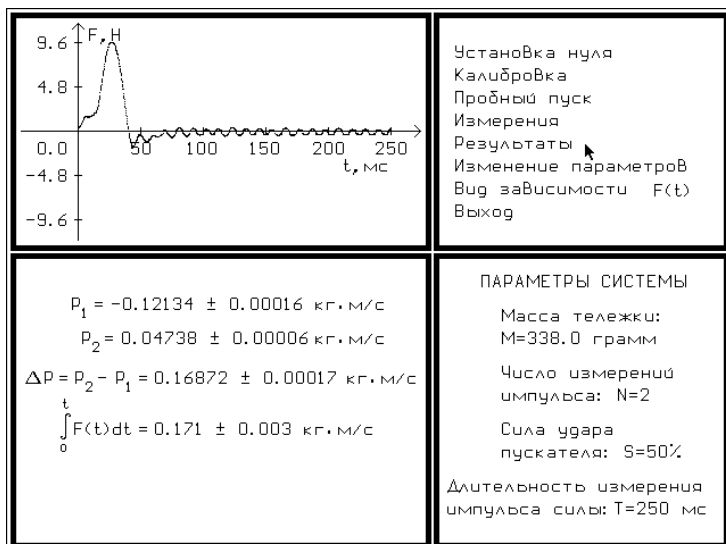 F, Н
9.6
4.8
0.0
-4.8
-9.6
50 100 150 200 250
t, мс
Установка нуля
Калибровка
Пробный пуск
Измерения
Результаты
Изменение параметров
Вид зависимости F(t)
Выход
P₁ = -0.12134 ± 0.00016 кг·м/с
P₂ = 0.04738 ± 0.00006 кг·м/с
ΔP = P₂ - P₁ = 0.16872 ± 0.00017 кг·м/с
t
∫F(t)dt = 0.171 ± 0.003 кг·м/с
0
ПАРАМЕТРЫ СИСТЕМЫ
Масса тележки:
M=338.0 грамм
Число измерений
импульса: N=2
Сила удара
пускателя: S=50%
Длительность измерения
импульса силы: T=250 мс